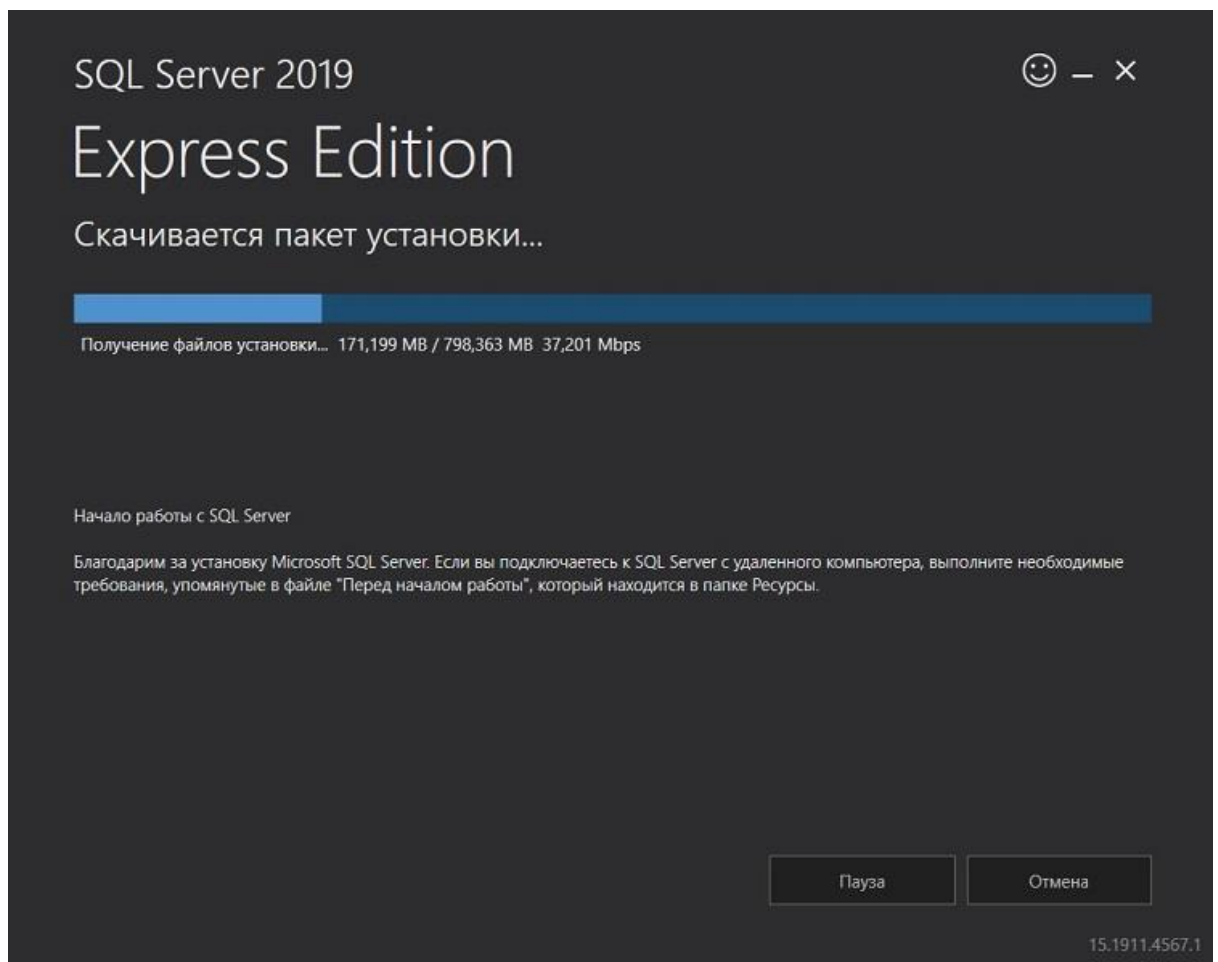 SQL Server 2019
Express Edition
Скачивается пакет установки...
Получение файлов установки... 171,199 MB / 798,363 MB 37,201 Mbps
Начало работы с SQL Server
Благодарим за установку Microsoft SQL Server. Если вы подключаетесь к SQL Server с удаленного компьютера, выполните необходимые
требования, упомянутые в файле "Перед началом работы", который находится в папке Ресурсы.
Пауза
Отмена
15.1911.4567.1